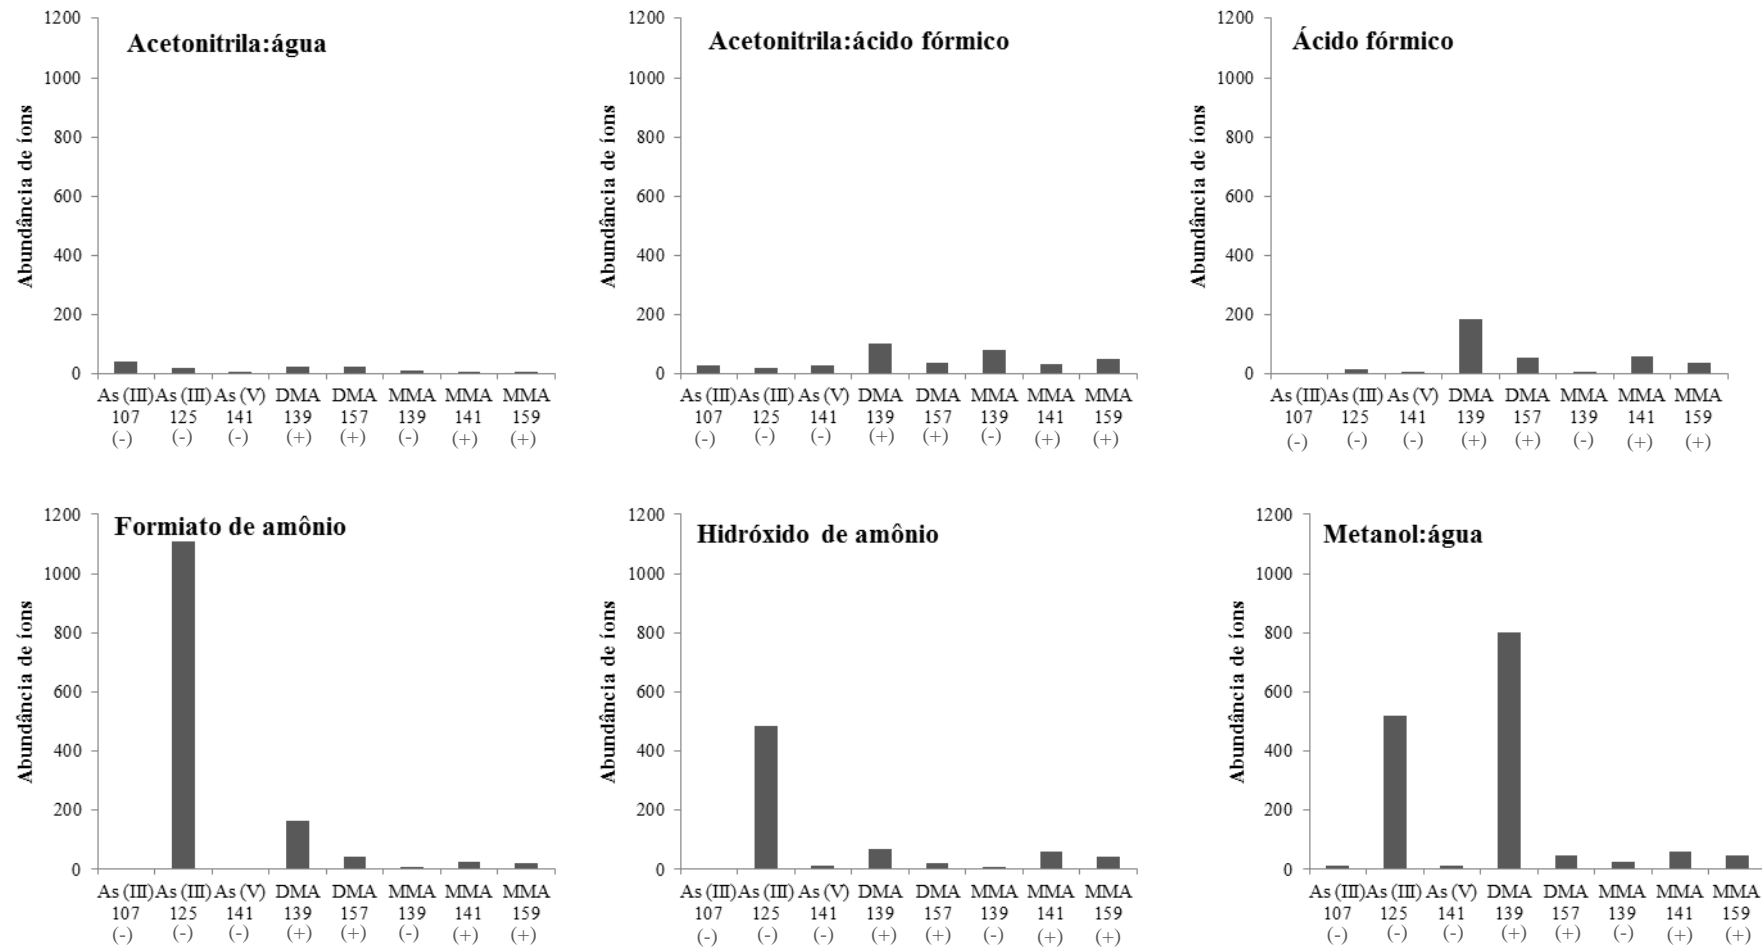 Acetonitrila:água
Abundância de íons
1200
1000
800
600
400
200
0
As (III) As (III) As (V) DMA DMA MMA MMA MMA
107 125 141 139 157 139 141 159
(-) (-) (-) (+) (+) (-) (+) (+)
Acetonitrila:ácido fórmico
Abundância de íons
1200
1000
800
600
400
200
0
As (III) As (III) As (V) DMA DMA MMA MMA MMA
107 125 141 139 157 139 141 159
(-) (-) (-) (+) (+) (-) (+) (+)
Ácido fórmico
Abundância de íons
1200
1000
800
600
400
200
0
As (III) As (III) As (V) DMA DMA MMA MMA MMA
107 125 141 139 157 139 141 159
(-) (-) (-) (+) (+) (-) (+) (+)
Formiato de amônio
Abundância de íons
1200
1000
800
600
400
200
0
As (III) As (III) As (V) DMA DMA MMA MMA MMA
107 125 141 139 157 139 141 159
(-) (-) (-) (+) (+) (-) (+) (+)
Hidróxido de amônio
Abundância de íons
1200
1000
800
600
400
200
0
As (III) As (III) As (V) DMA DMA MMA MMA MMA
107 125 141 139 157 139 141 159
(-) (-) (-) (+) (+) (-) (+) (+)
Metanol:água
Abundância de íons
1200
1000
800
600
400
200
0
As (III) As (III) As (V) DMA DMA MMA MMA MMA
107 125 141 139 157 139 141 159
(-) (-) (-) (+) (+) (-) (+) (+)